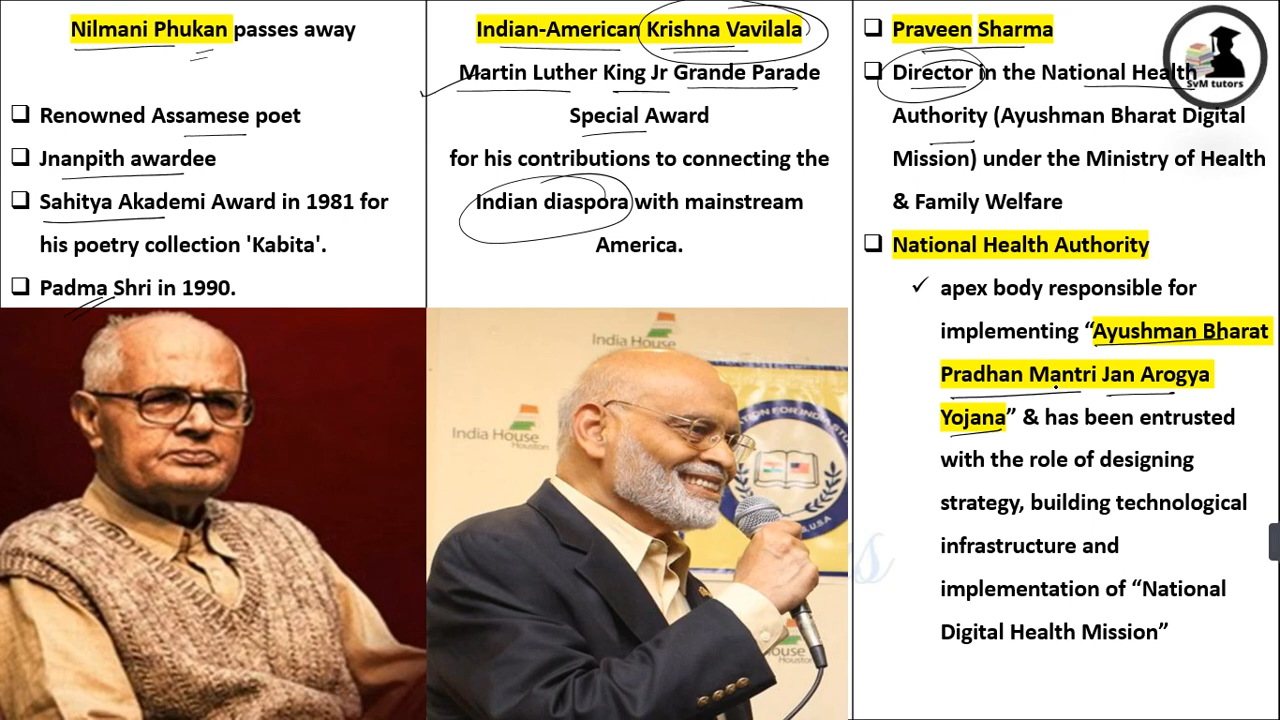 Nilmani Phukan passes away
Renowned Assamese poet
Jnanpith awardee
Sahitya Akademi Award in 1981 for
his poetry collection 'Kabita'.
Padma Shri in 1990.
Indian-American Krishna Vavilala
Martin Luther King Jr Grande Parade
Special Award
for his contributions to connecting the
Indian diaspora with mainstream
America.
India House
India House
Houston
India
House
Houston
Praveen Sharma
Director in the National Health
Authority (Ayushman Bharat Digital
Mission) under the Ministry of Health
& Family Welfare
National Health Authority
apex body responsible for
implementing “Ayushman Bharat
Pradhan Mantri Jan Arogya
Yojana” & has been entrusted
with the role of designing
strategy, building technological
infrastructure and
implementation of “National
Digital Health Mission”
SvM tutors